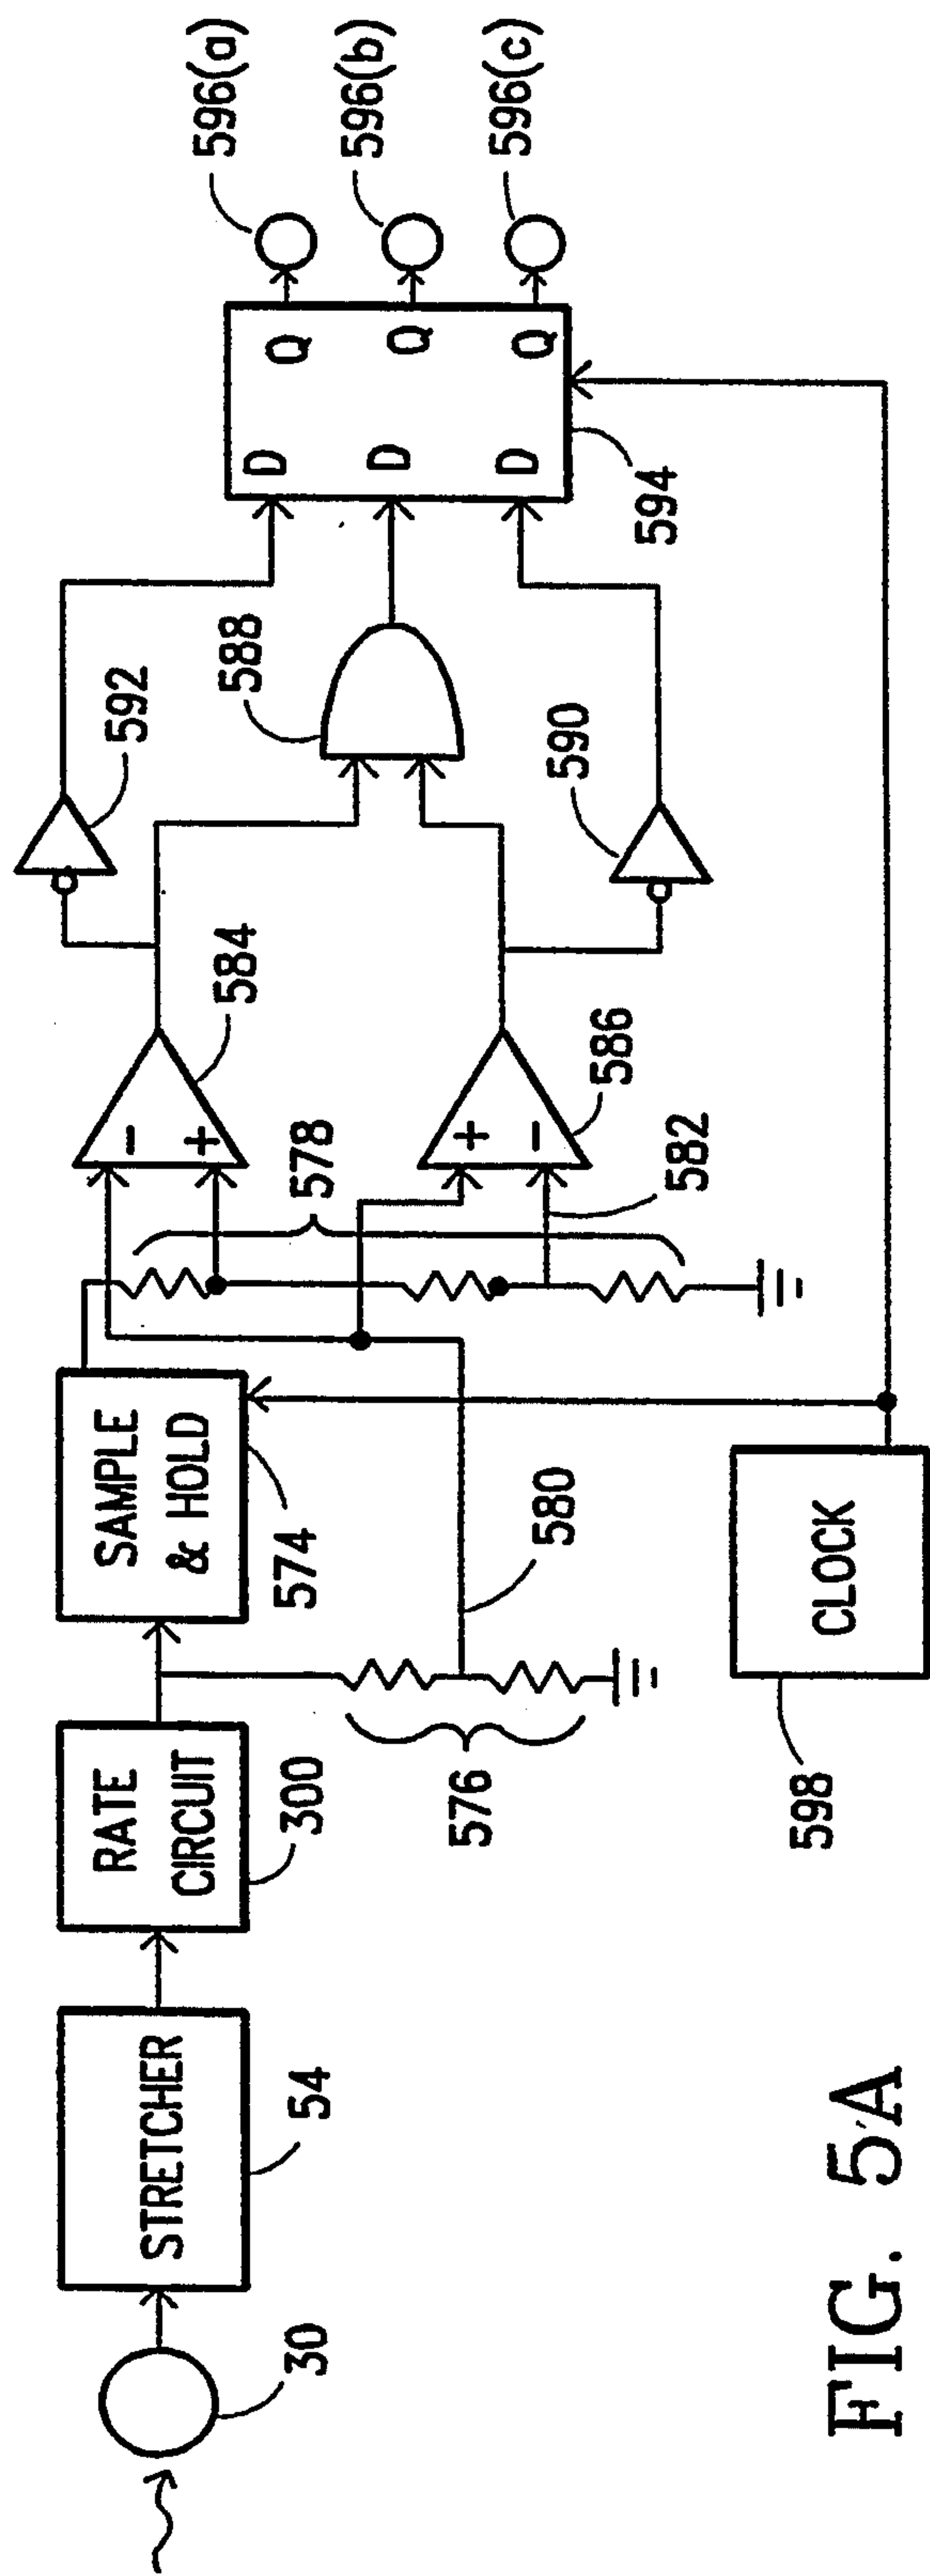 30
STRETCHER
54
RATE
CIRCUIT
300
576
SAMPLE
& HOLD
574
580
CLOCK
598
578
-
+
584
+
-
586
582
592
588
590
D Q
D Q
D Q
594
596(a)
596(b)
596(c)
FIG. 5A